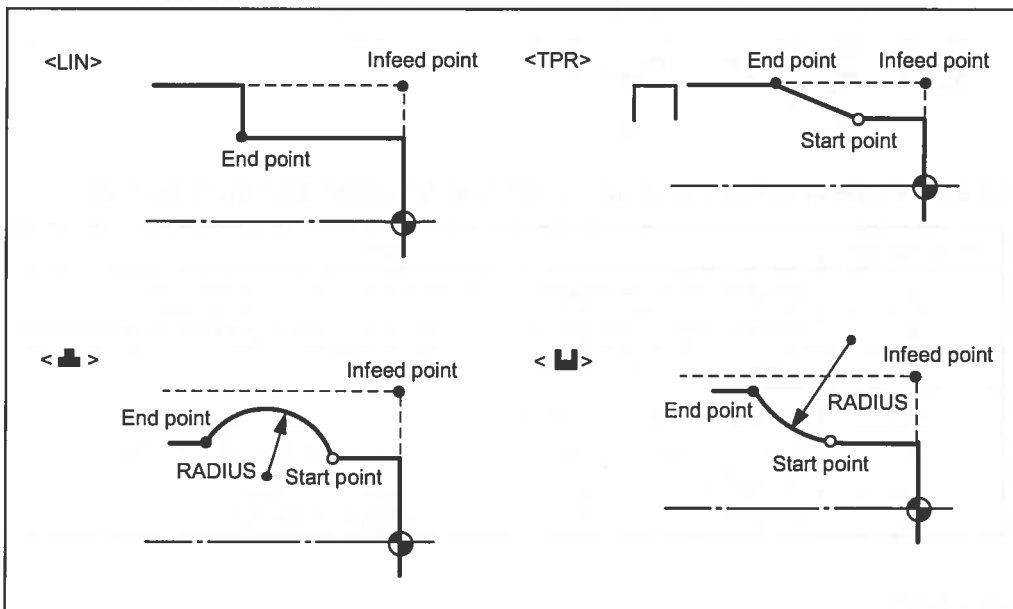 <LIN>
Infeed point
End point
<TPR>
End point
Infeed point
Start point
< >
Infeed point
End point
RADIUS
Start point
< >
Infeed point
End point
RADIUS
Start point